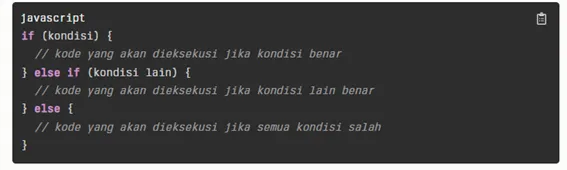 javascript
if (kondisi) {
// kode yang akan dieksekusi jika kondisi benar
} else if (kondisi lain) {
// kode yang akan dieksekusi jika kondisi lain benar
} else {
// kode yang akan dieksekusi jika semua kondisi salah
}